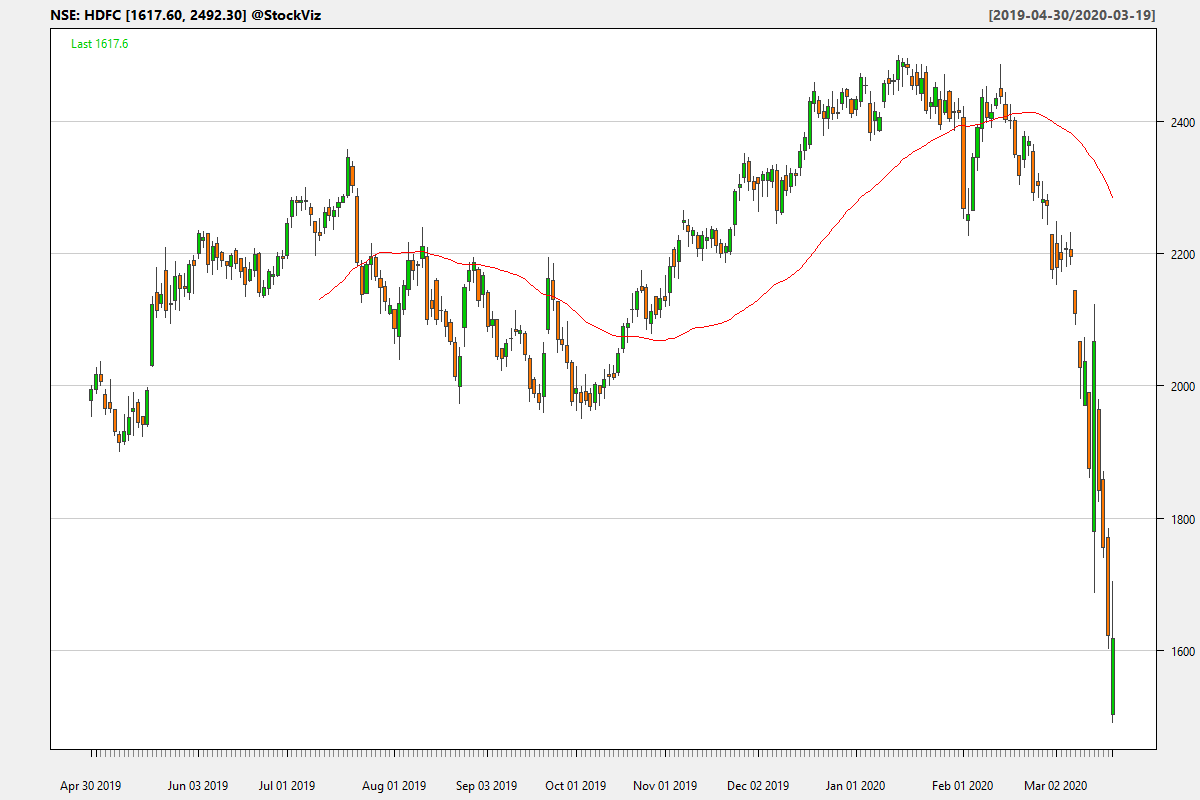 NSE: HDFC [1617.60, 2492.30] @StockViz [2019-04-30/2020-03-19]
Last 1617.6
2400
2200
2000
1800
1600
Apr 30 2019 Jun 03 2019 Jul 01 2019 Aug 01 2019 Sep 03 2019 Oct 01 2019 Nov 01 2019 Dec 02 2019 Jan 01 2020 Feb 01 2020 Mar 02 2020